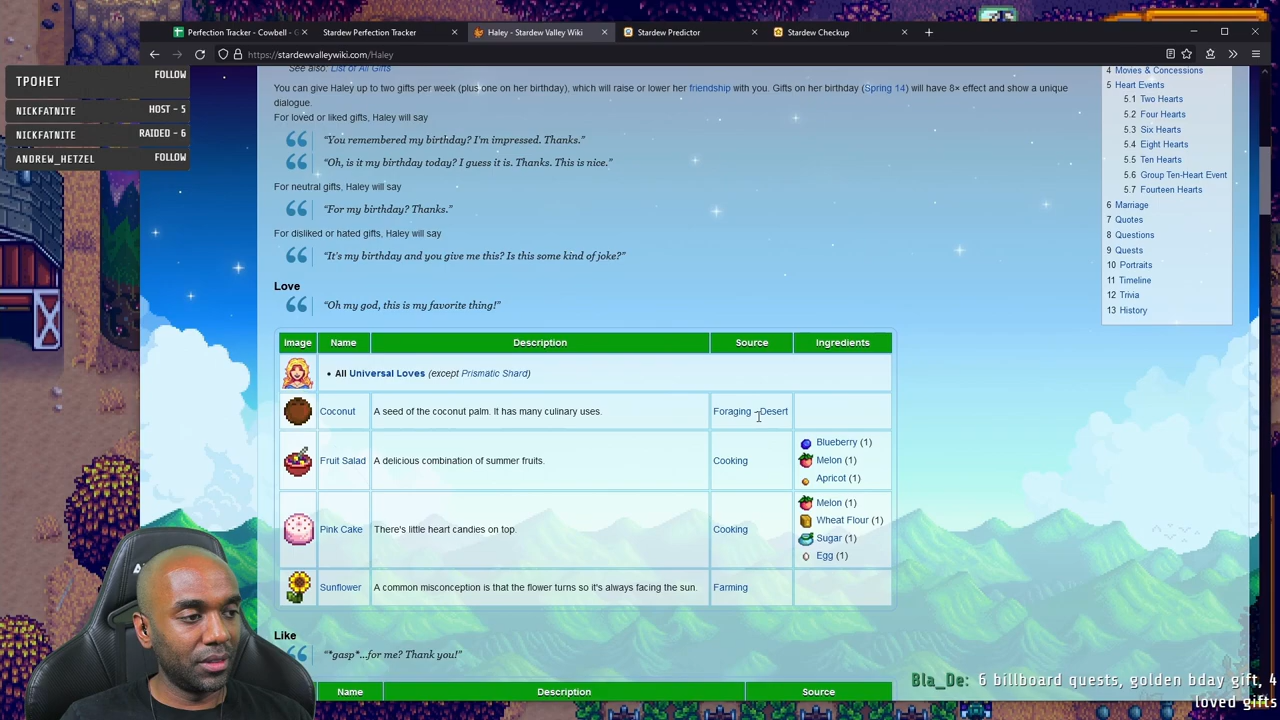 Perfection Tracker - Cowbell - G
Stardew Perfection Tracker
Haley - Stardew Valley Wiki
Stardew Predictor
Stardew Checkup
https://stardewvalleywiki.com/Haley
TPOHET FOLLOW
NICKFATNITE HOST - 5
NICKFATNITE RAIDED - 6
ANDREW_HETZEL FOLLOW
See also: List of All Gifts
You can give Haley up to two gifts per week (plus one on her birthday), which will raise or lower her friendship with you. Gifts on her birthday (Spring 14) will have 8× effect and show a unique
dialogue.
For loved or liked gifts, Haley will say
“You remembered my birthday? I'm impressed. Thanks.”
“Oh, is it my birthday today? I guess it is. Thanks. This is nice.”
For neutral gifts, Haley will say
“For my birthday? Thanks.”
For disliked or hated gifts, Haley will say
“It's my birthday and you give me this? Is this some kind of joke?”
Love
“Oh my god, this is my favorite thing!”
Image Name Description Source Ingredients
• All Universal Loves (except Prismatic Shard)
Coconut A seed of the coconut palm. It has many culinary uses. Foraging - Desert
Blueberry (1)
Fruit Salad A delicious combination of summer fruits. Cooking Melon (1)
Apricot (1)
Melon (1)
Wheat Flour (1)
Pink Cake There's little heart candies on top. Cooking
Sugar (1)
Egg (1)
Sunflower A common misconception is that the flower turns so it's always facing the sun. Farming
Like
“*gasp*...for me? Thank you!”
Name Description Source
4 Movies & Concessions
5 Heart Events
5.1 Two Hearts
5.2 Four Hearts
5.3 Six Hearts
5.4 Eight Hearts
5.5 Ten Hearts
5.6 Group Ten-Heart Event
5.7 Fourteen Hearts
6 Marriage
7 Quotes
8 Questions
9 Quests
10 Portraits
11 Timeline
12 Trivia
13 History
Bla_De: 6 billboard quests, golden bday gift, 4
loved gifts